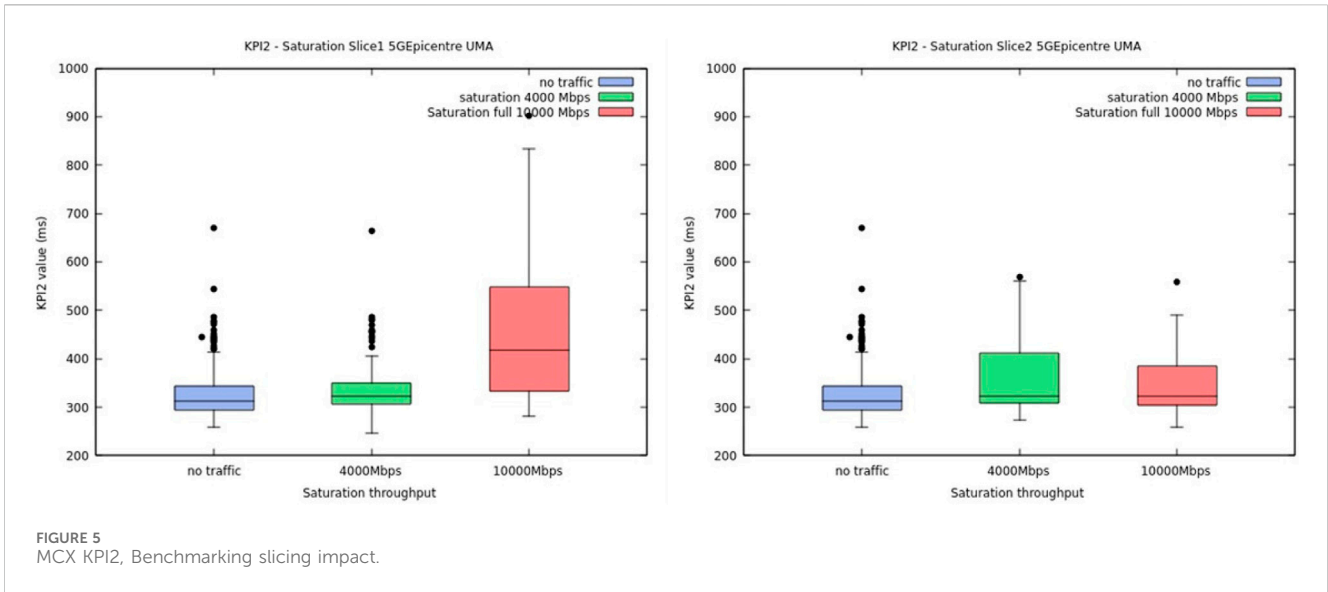 KPI2 - Saturation Slice1 5GEpicentre UMA
1000
900
800
700
600
500
400
300
200
KPI2 value (ms)
no traffic
saturation 4000 Mbps
Saturation full 10000 Mbps
no traffic
4000Mbps
10000Mbps
Saturation throughput
KPI2 - Saturation Slice2 5GEpicentre UMA
1000
900
800
700
600
500
400
300
200
KPI2 value (ms)
no traffic
saturation 4000 Mbps
Saturation full 10000 Mbps
no traffic
4000Mbps
10000Mbps
Saturation throughput
FIGURE 5
MCX KPI2, Benchmarking slicing impact.